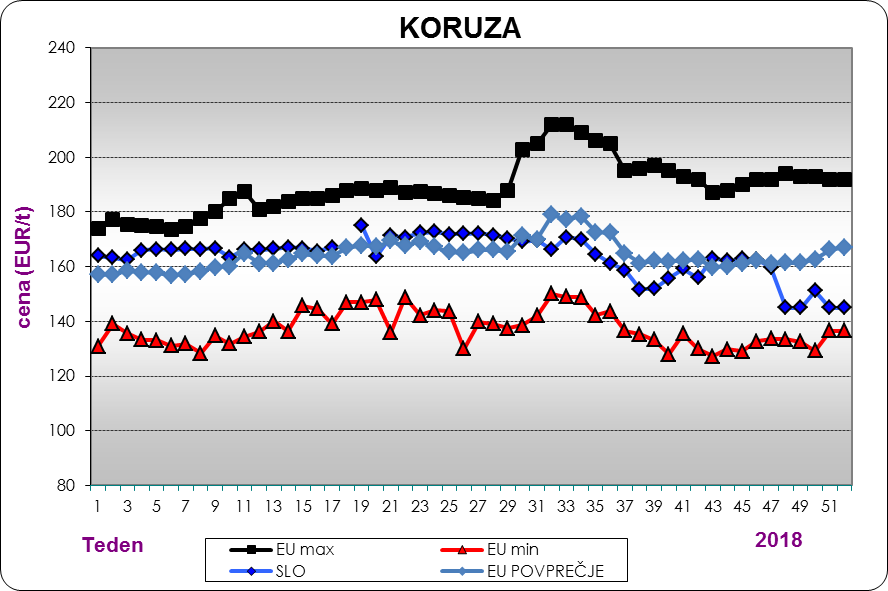 KORUZA
cena (EUR/t)
240
220
200
180
160
140
120
100
80
1 3 5 7 9 11 13 15 17 19 21 23 25 27 29 31 33 35 37 39 41 43 45 47 49 51
Teden
2018
EU max
EU min
SLO
EU POVPREČJE